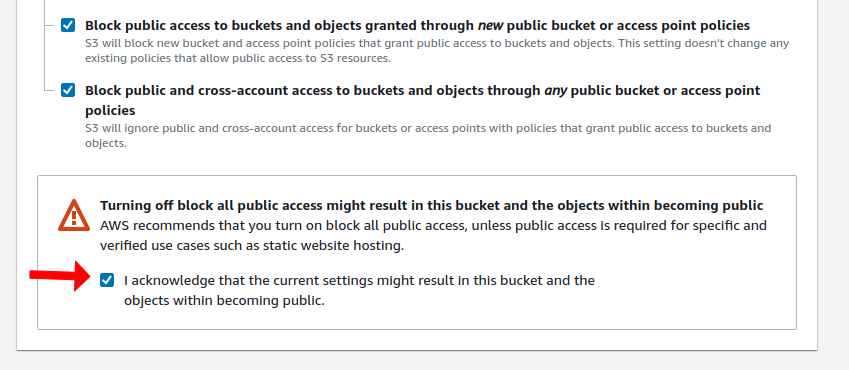 Block public access to buckets and objects granted through new public bucket or access point policies
S3 will block new bucket and access point policies that grant public access to buckets and objects. This setting doesn't change any
existing policies that allow public access to S3 resources.
Block public and cross-account access to buckets and objects through any public bucket or access point
policies
S3 will ignore public and cross-account access for buckets or access points with policies that grant public access to buckets and
objects.
Turning off block all public access might result in this bucket and the objects within becoming public
AWS recommends that you turn on block all public access, unless public access is required for specific and
verified use cases such as static website hosting.
I acknowledge that the current settings might result in this bucket and the
objects within becoming public.